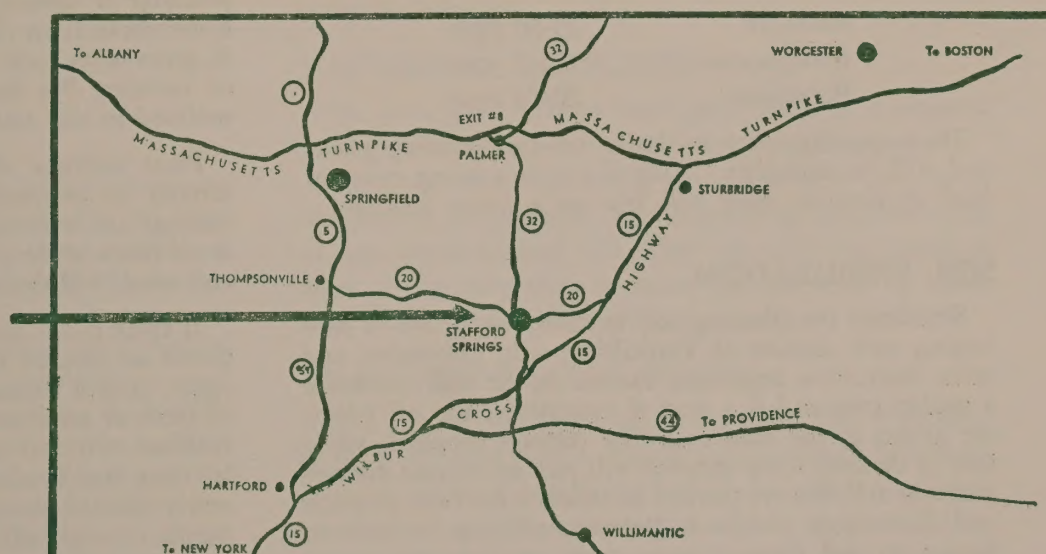 To ALBANY
32
WORCESTER
To BOSTON
EXIT #8
MASSACHUSETTS TURNPIKE
MASSACHUSETTS TURNPIKE
PALMER
SPRINGFIELD
STURBRIDGE
5
32
15
HIGHWAY
THOMPSONVILLE
20
20
STAFFORD
SPRINGS
15
CROSS
15
44
To PROVIDENCE
WILBUR
HARTFORD
15
To NEW YORK
WILLIMANTIC